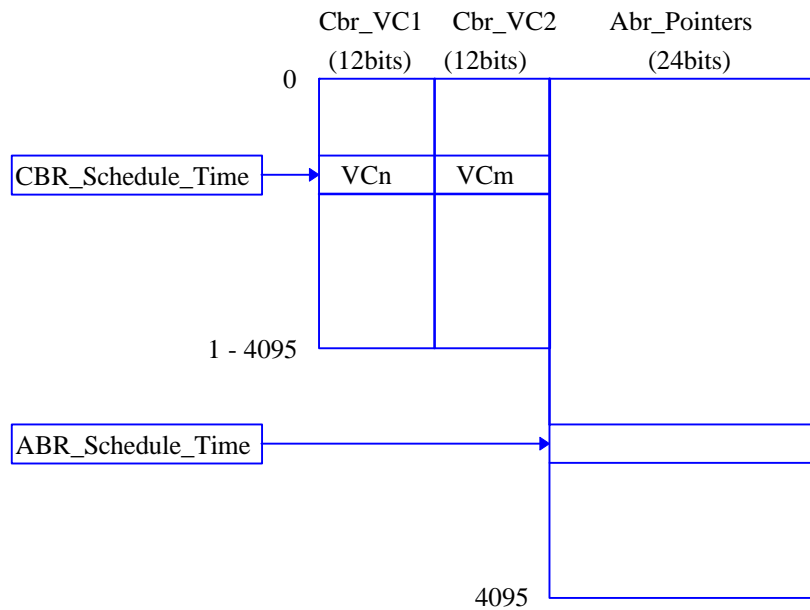 Cbr_VC1 Cbr_VC2 Abr_Pointers
(12bits) (12bits) (24bits)
0
CBR_Schedule_Time VCn VCm
1 - 4095
ABR_Schedule_Time
4095